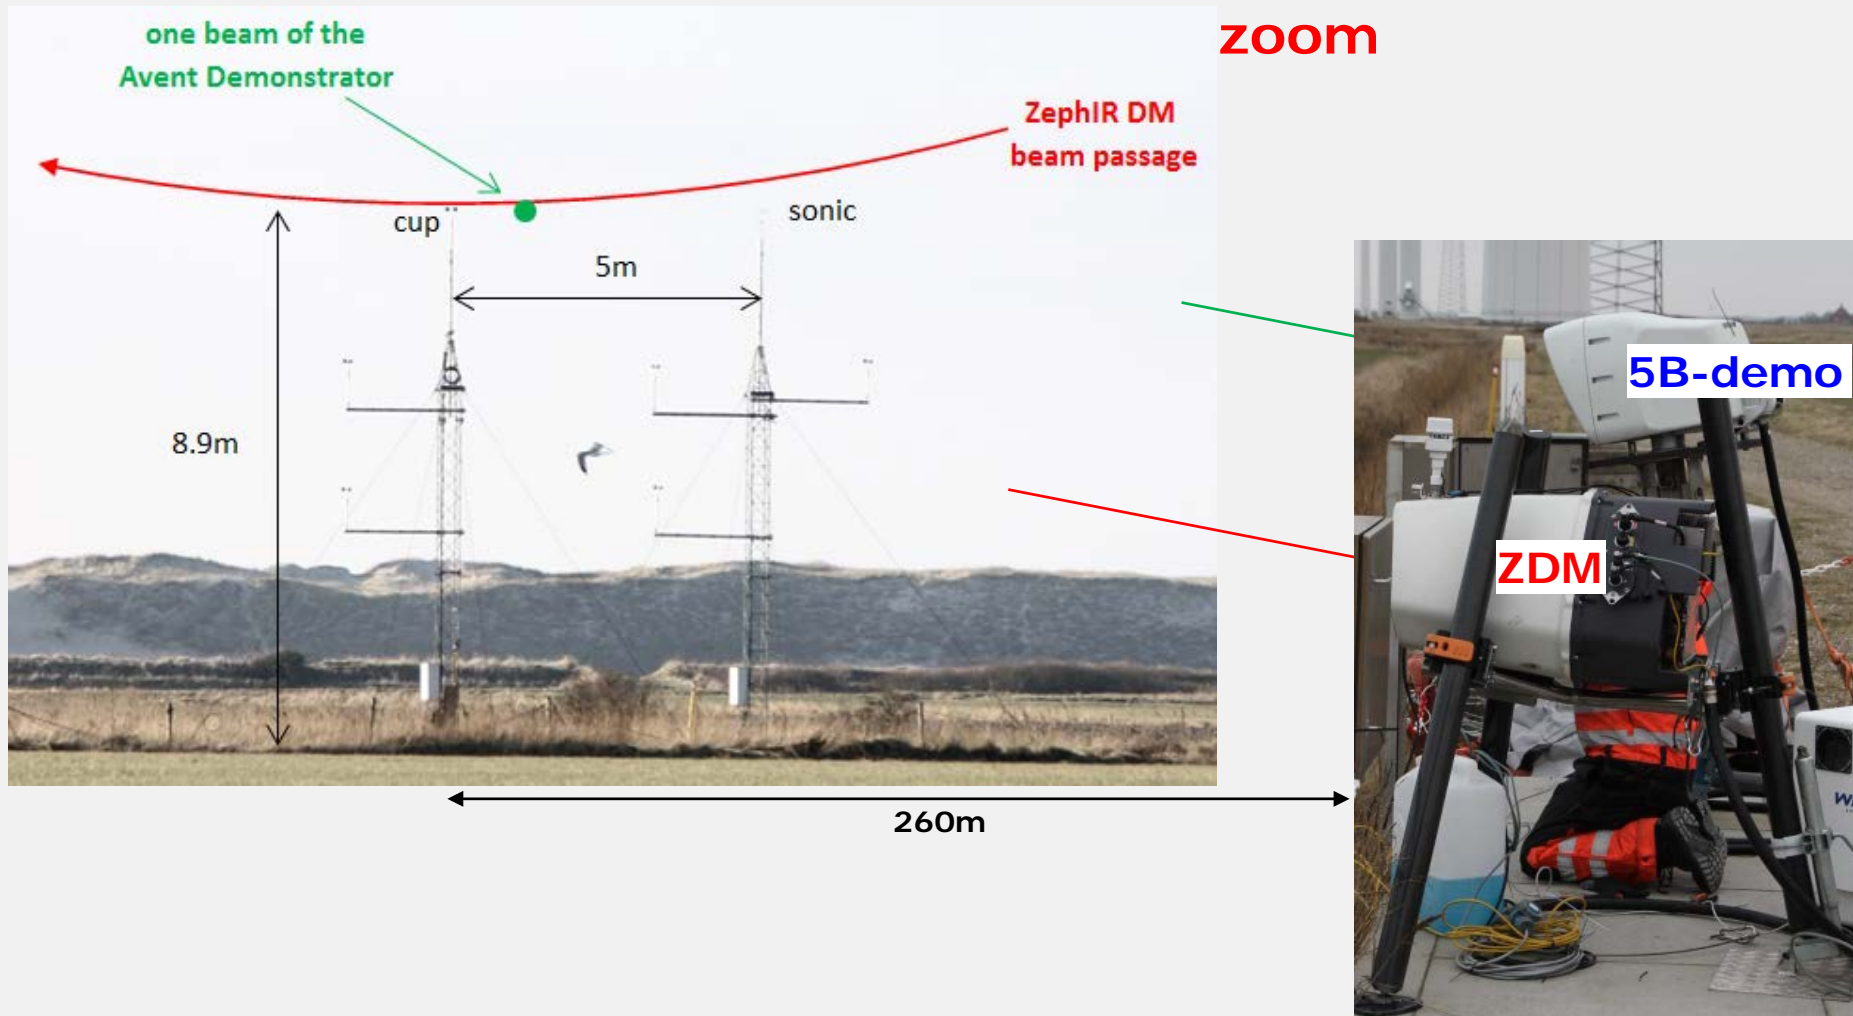 one beam of the
Avent Demonstrator
zoom
ZephIR DM
beam passage
cup
sonic
5m
8.9m
5B-demo
ZDM
260m